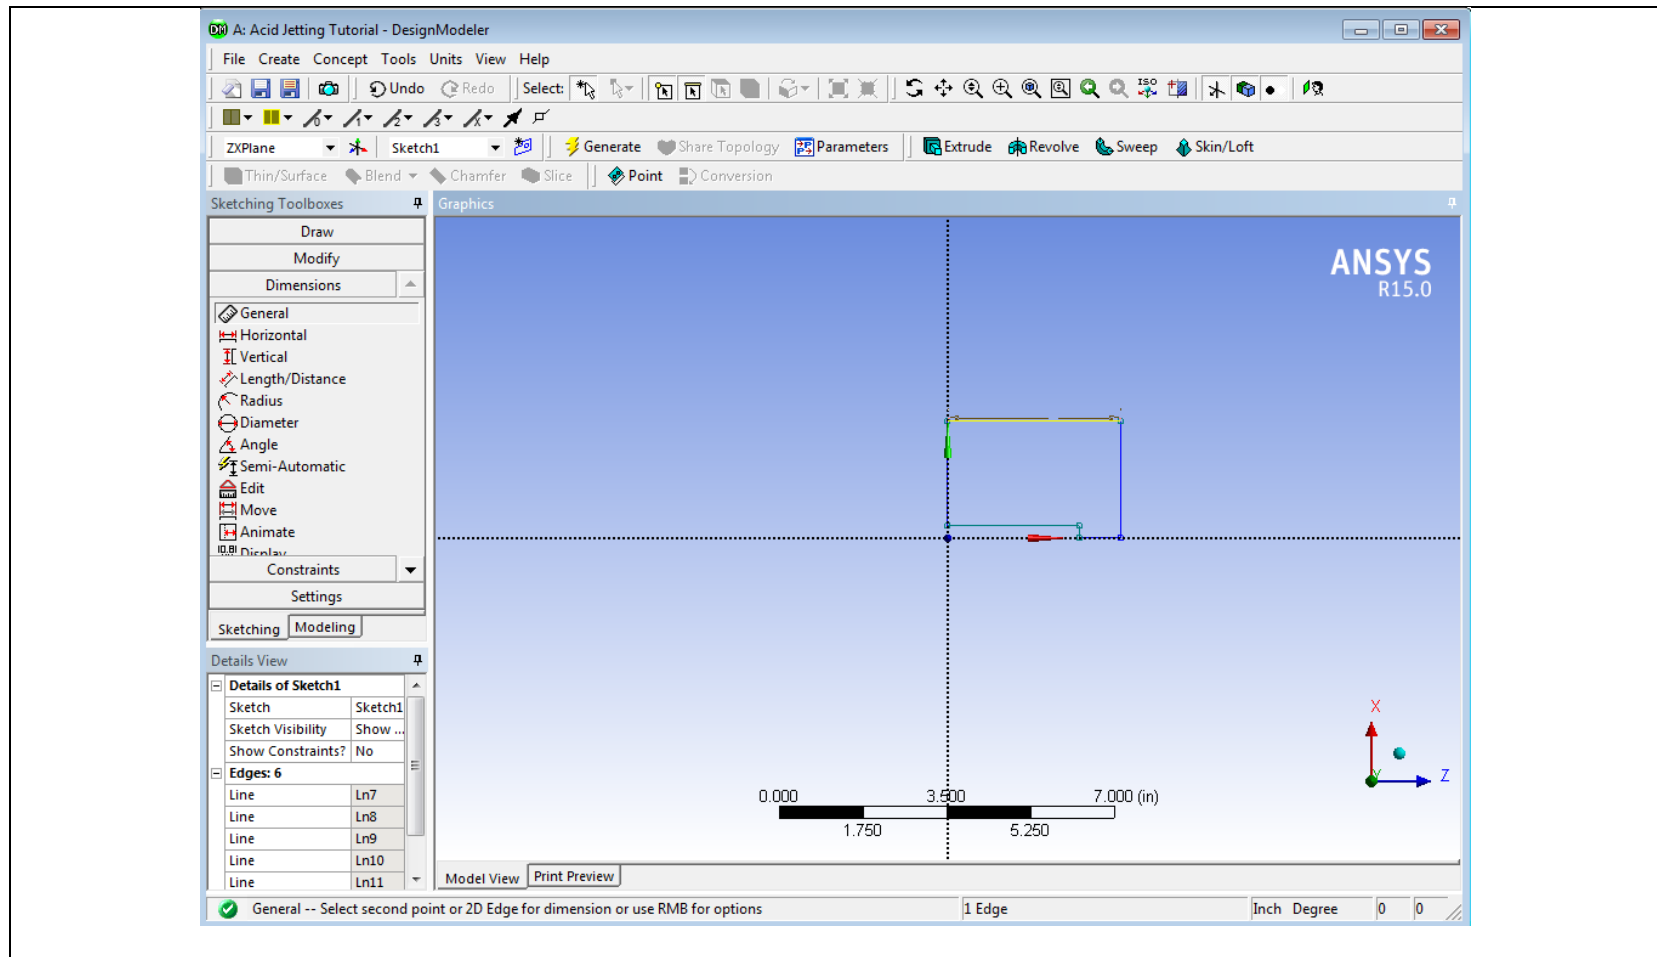 A: Acid Jetting Tutorial - DesignModeler
File Create Concept Tools Units View Help
Undo Redo Select: ISO
ZXPlane Sketch1 Generate Share Topology Parameters Extrude Revolve Sweep Skin/Loft
Thin/Surface Blend Chamfer Slice Point Conversion
Sketching Toolboxes
Draw
Modify
Dimensions
General
Horizontal
Vertical
Length/Distance
Radius
Diameter
Angle
Semi-Automatic
Edit
Move
Animate
Display
Constraints
Settings
Sketching Modeling
Details View
Details of Sketch1
Sketch Sketch1
Sketch Visibility Show ...
Show Constraints? No
Edges: 6
Line Ln7
Line Ln8
Line Ln9
Line Ln10
Line Ln11
Graphics
ANSYS
R15.0
X
Y
Z
0.000 3.500 7.000 (in)
1.750 5.250
Model View Print Preview
General -- Select second point or 2D Edge for dimension or use RMB for options 1 Edge Inch Degree 0 0